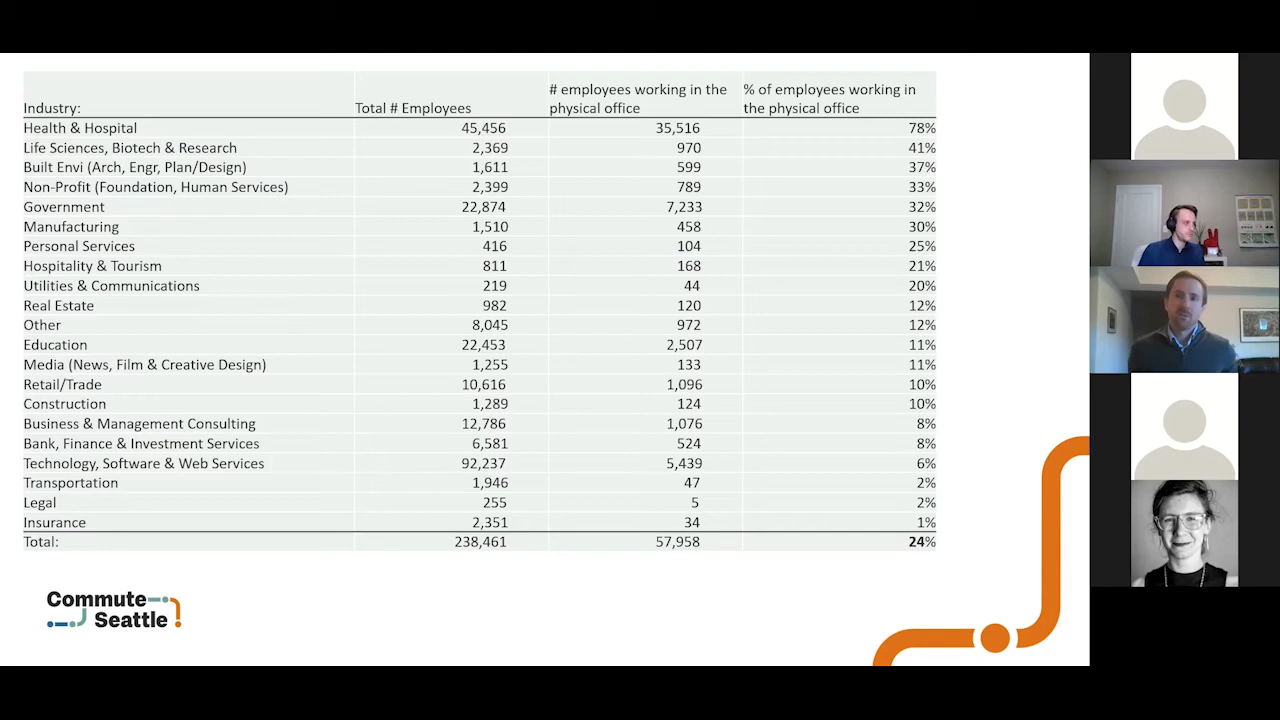 Industry: Total # Employees # employees working in the physical office % of employees working in the physical office
Health & Hospital 45,456 35,516 78%
Life Sciences, Biotech & Research 2,369 970 41%
Built Envi (Arch, Engr, Plan/Design) 1,611 599 37%
Non-Profit (Foundation, Human Services) 2,399 789 33%
Government 22,874 7,233 32%
Manufacturing 1,510 458 30%
Personal Services 416 104 25%
Hospitality & Tourism 811 168 21%
Utilities & Communications 219 44 20%
Real Estate 982 120 12%
Other 8,045 972 12%
Education 22,453 2,507 11%
Media (News, Film & Creative Design) 1,255 133 11%
Retail/Trade 10,616 1,096 10%
Construction 1,289 124 10%
Business & Management Consulting 12,786 1,076 8%
Bank, Finance & Investment Services 6,581 524 8%
Technology, Software & Web Services 92,237 5,439 6%
Transportation 1,946 47 2%
Legal 255 5 2%
Insurance 2,351 34 1%
Total: 238,461 57,958 24%
Commute
Seattle